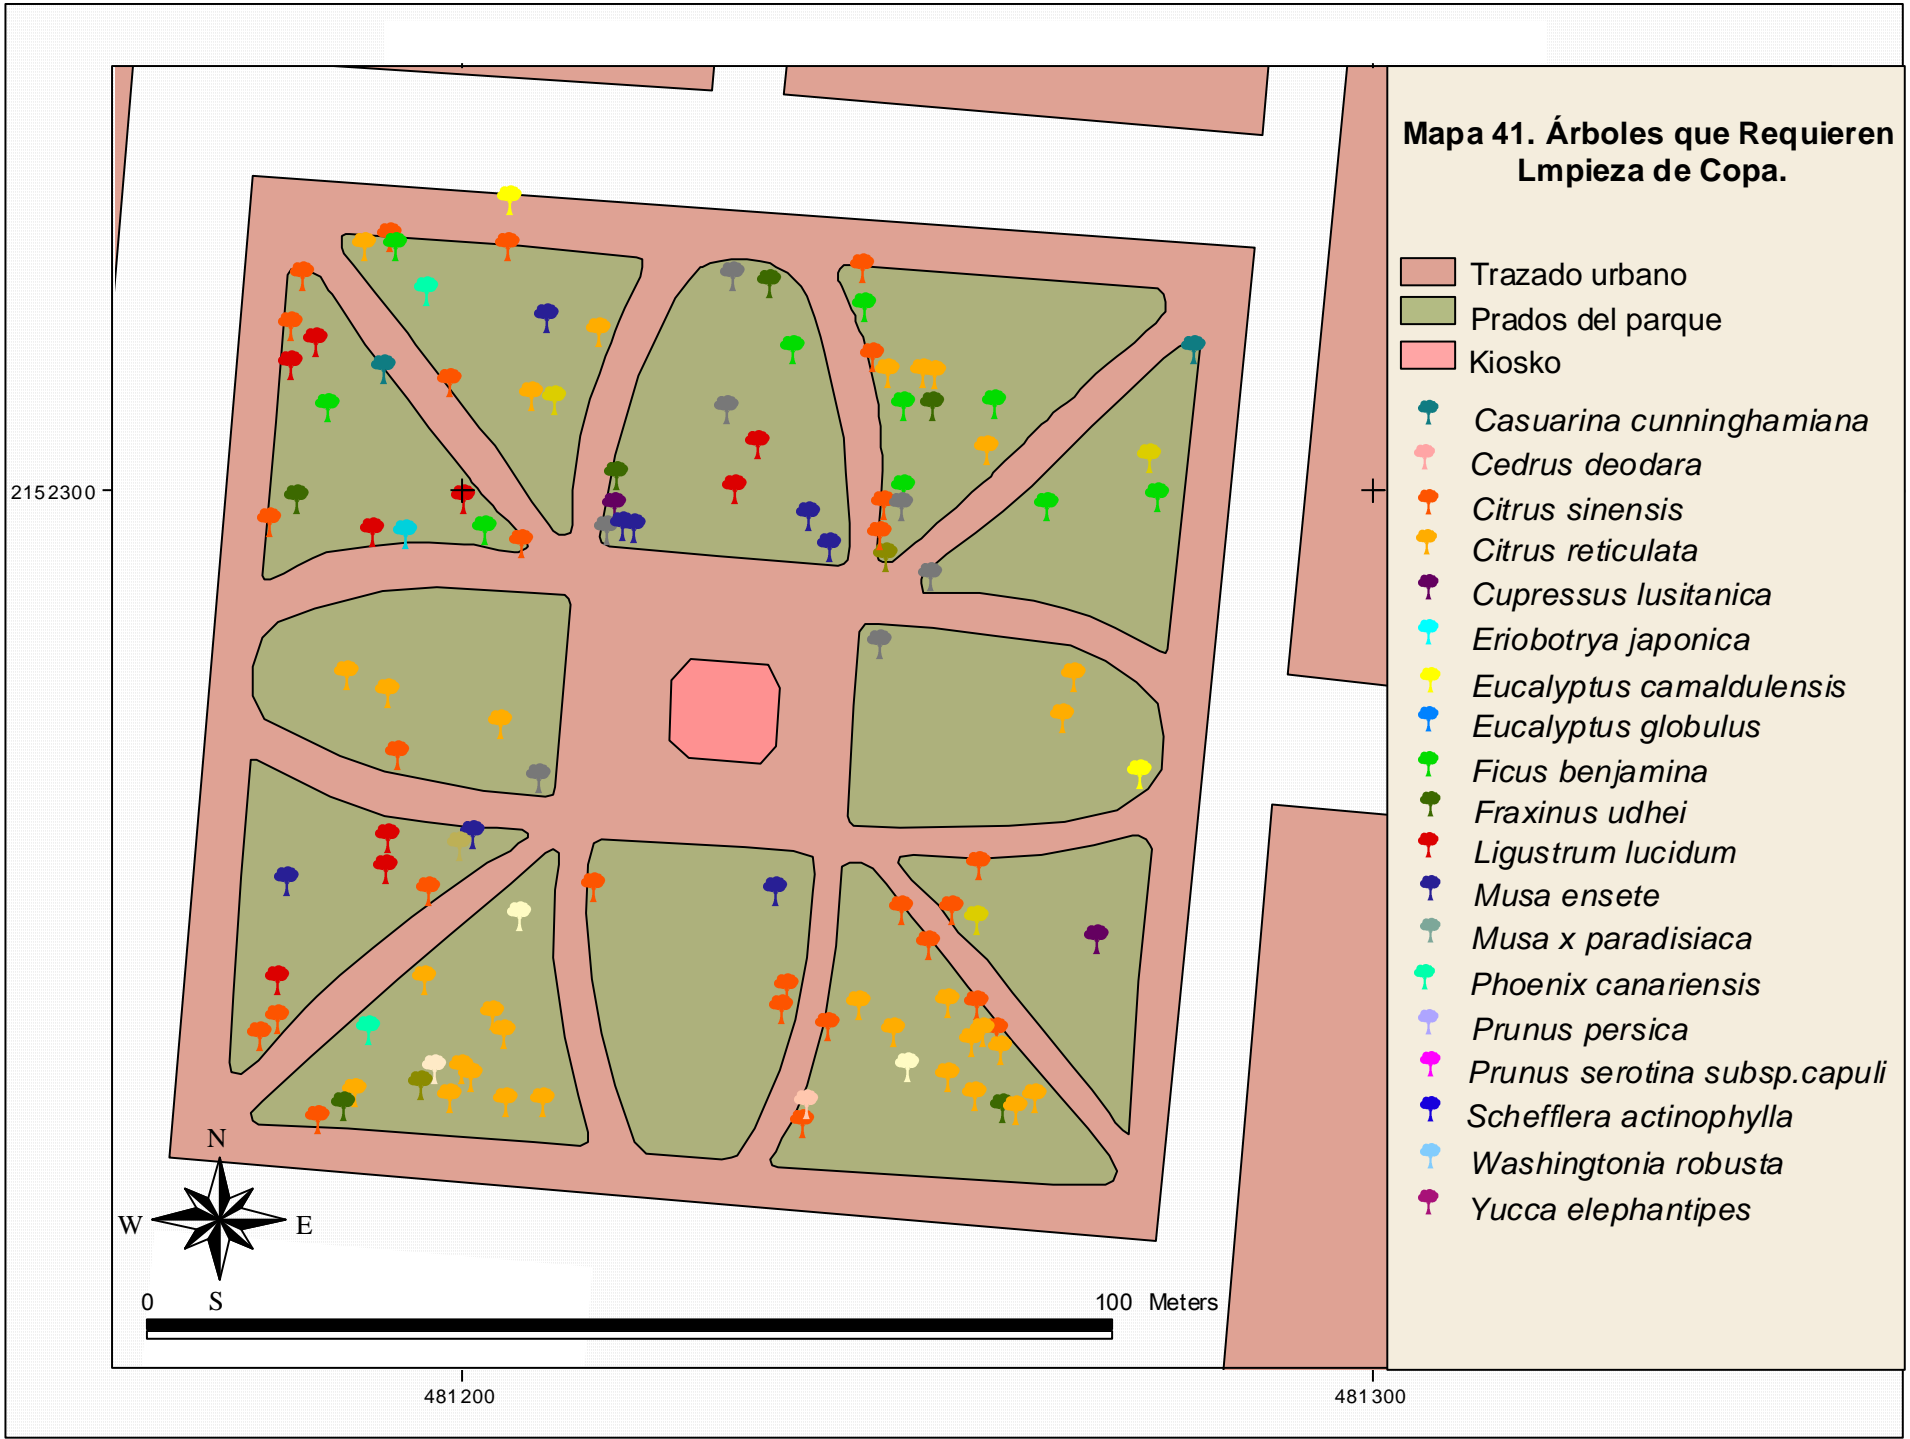 Mapa 41. Árboles que Requieren
Lmpieza de Copa.
Trazado urbano
Prados del parque
Kiosko
Casuarina cunninghamiana
Cedrus deodara
Citrus sinensis
Citrus reticulata
Cupressus lusitanica
Eriobotrya japonica
Eucalyptus camaldulensis
Eucalyptus globulus
Ficus benjamina
Fraxinus udhei
Ligustrum lucidum
Musa ensete
Musa x paradisiaca
Phoenix canariensis
Prunus persica
Prunus serotina subsp.capuli
Schefflera actinophylla
Washingtonia robusta
Yucca elephantipes
2152300
N
W E
S
0 100 Meters
481200 481300